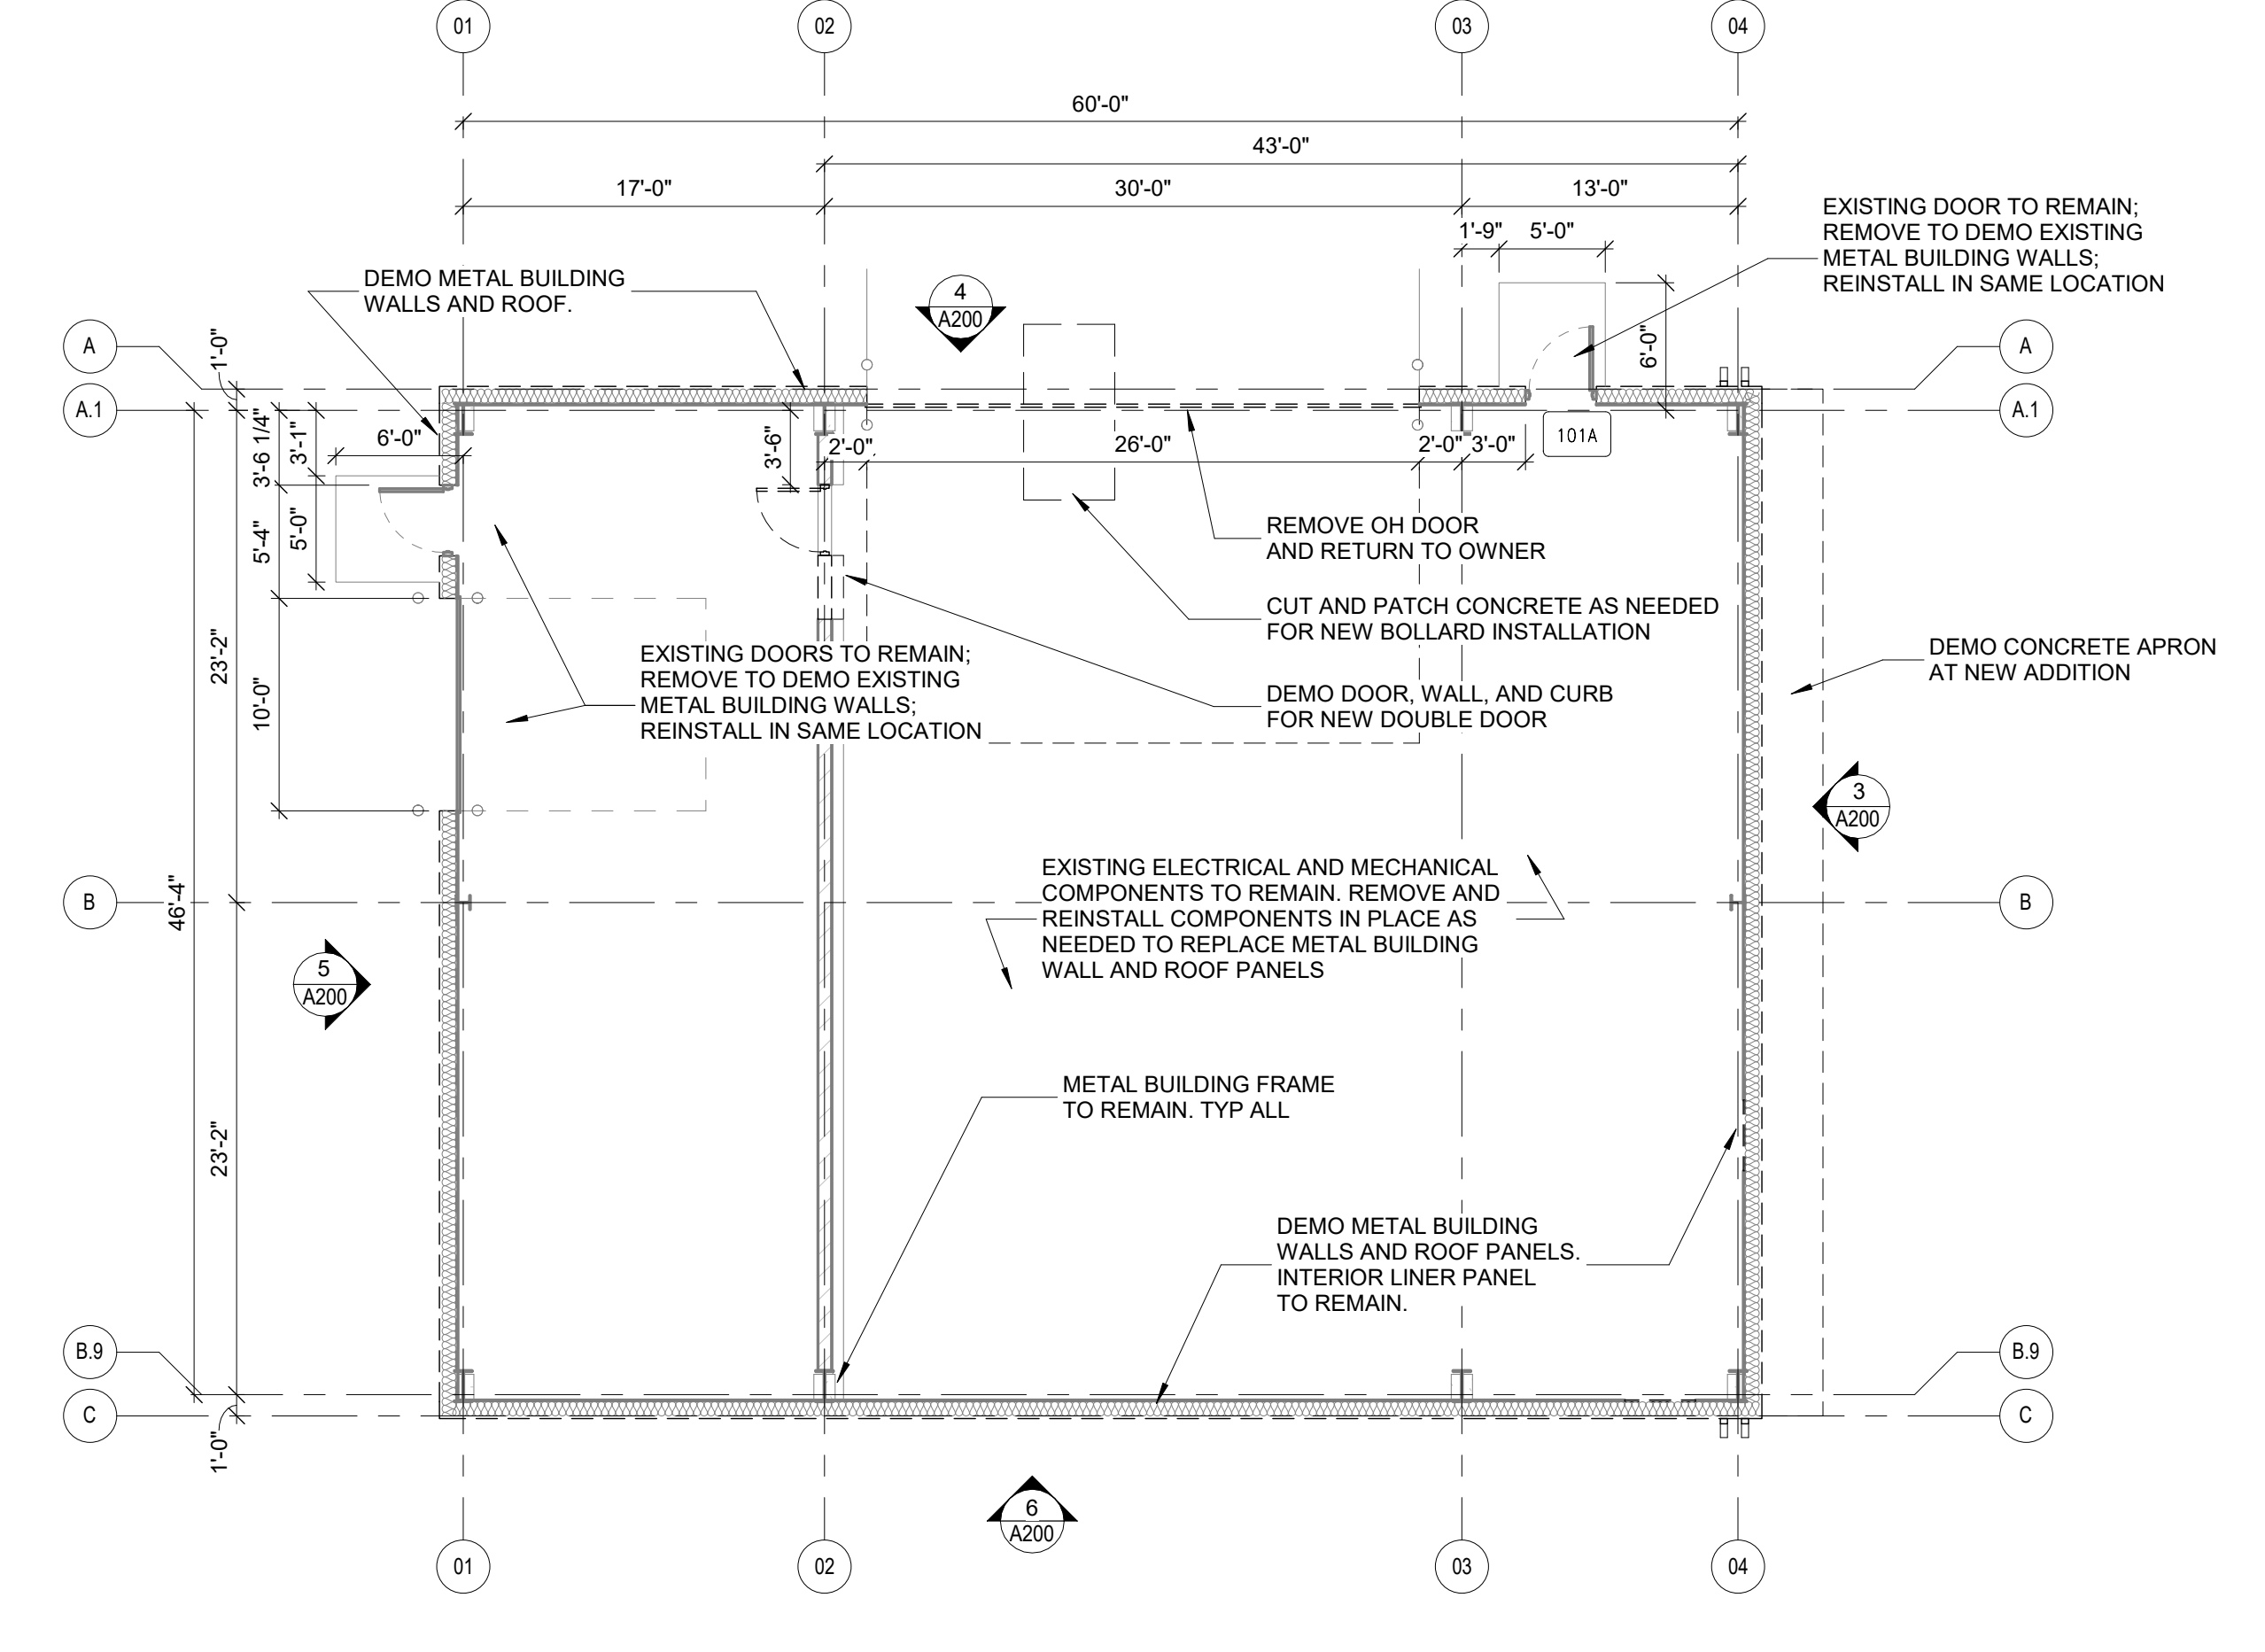 01
02
03
04
60'-0"
43'-0"
17'-0"
30'-0"
13'-0"
1'-9"
5'-0"
EXISTING DOOR TO REMAIN;
REMOVE TO DEMO EXISTING
METAL BUILDING WALLS;
REINSTALL IN SAME LOCATION
DEMO METAL BUILDING
WALLS AND ROOF.
4
A200
A
1'-0"
6'-0"
A
A.1
A.1
3'-6 1/4"
3'-1"
6'-0"
3'-6"
2'-0"
26'-0"
2'-0"
3'-0"
101A
5'-4"
5'-0"
REMOVE OH DOOR
AND RETURN TO OWNER
CUT AND PATCH CONCRETE AS NEEDED
FOR NEW BOLLARD INSTALLATION
23'-2"
10'-0"
EXISTING DOORS TO REMAIN;
REMOVE TO DEMO EXISTING
METAL BUILDING WALLS;
REINSTALL IN SAME LOCATION
DEMO DOOR, WALL, AND CURB
FOR NEW DOUBLE DOOR
DEMO CONCRETE APRON
AT NEW ADDITION
3
A200
46'-4"
B
EXISTING ELECTRICAL AND MECHANICAL
COMPONENTS TO REMAIN. REMOVE AND
REINSTALL COMPONENTS IN PLACE AS
NEEDED TO REPLACE METAL BUILDING
WALL AND ROOF PANELS
B
5
A200
METAL BUILDING FRAME
TO REMAIN. TYP ALL
23'-2"
DEMO METAL BUILDING
WALLS AND ROOF PANELS.
INTERIOR LINER PANEL
TO REMAIN.
B.9
B.9
C
C
1'-0"
6
A200
01
02
03
04